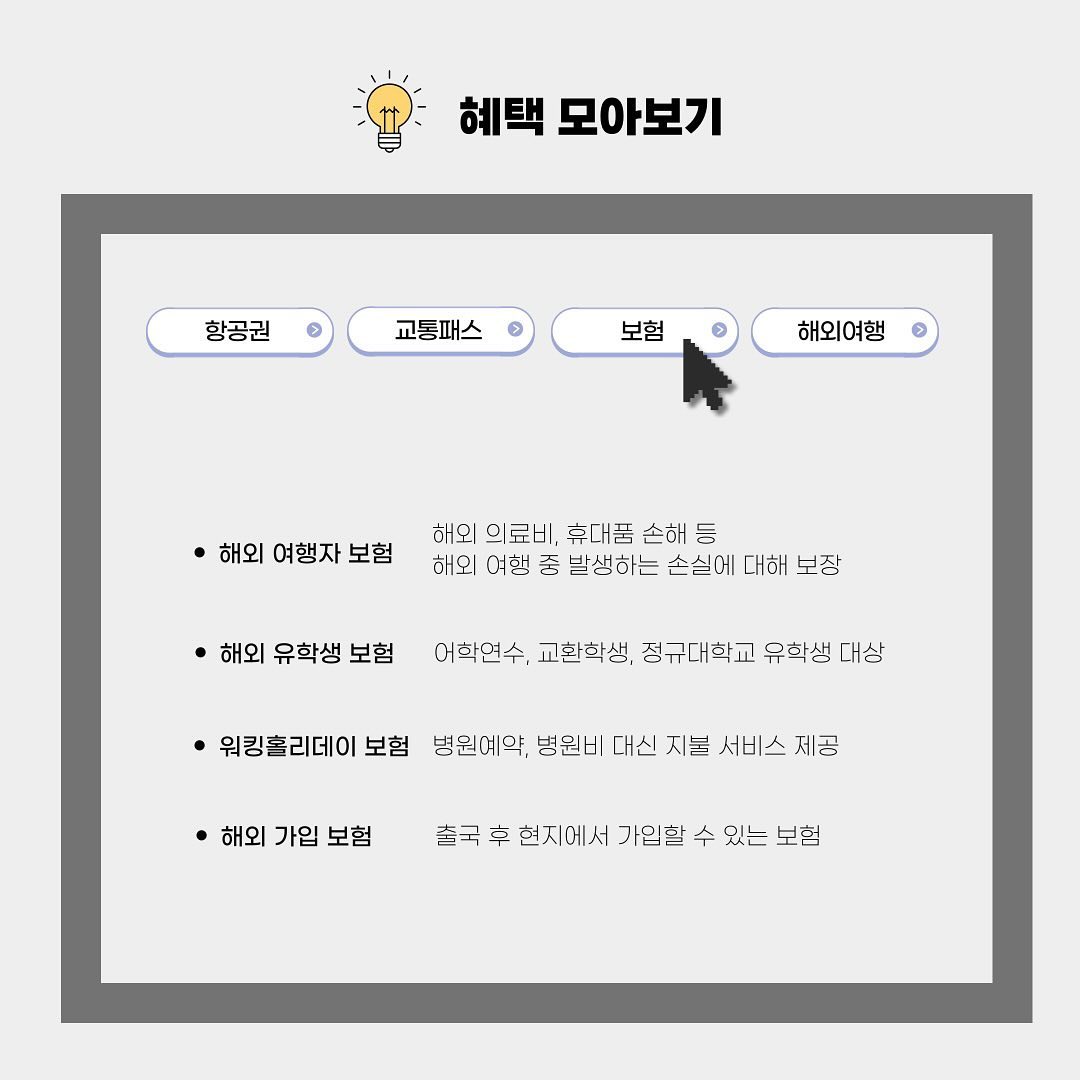 혜택 모아보기
항공권
교통패스
보험
해외여행
해외 여행자 보험
해외 의료비, 휴대품 손해 등
해외 여행 중 발생하는 손실에 대해 보장
해외 유학생 보험
어학연수, 교환학생, 정규대학교 유학생 대상
워킹홀리데이 보험
병원예약, 병원비 대신 지불 서비스 제공
해외 가입 보험
출국 후 현지에서 가입할 수 있는 보험